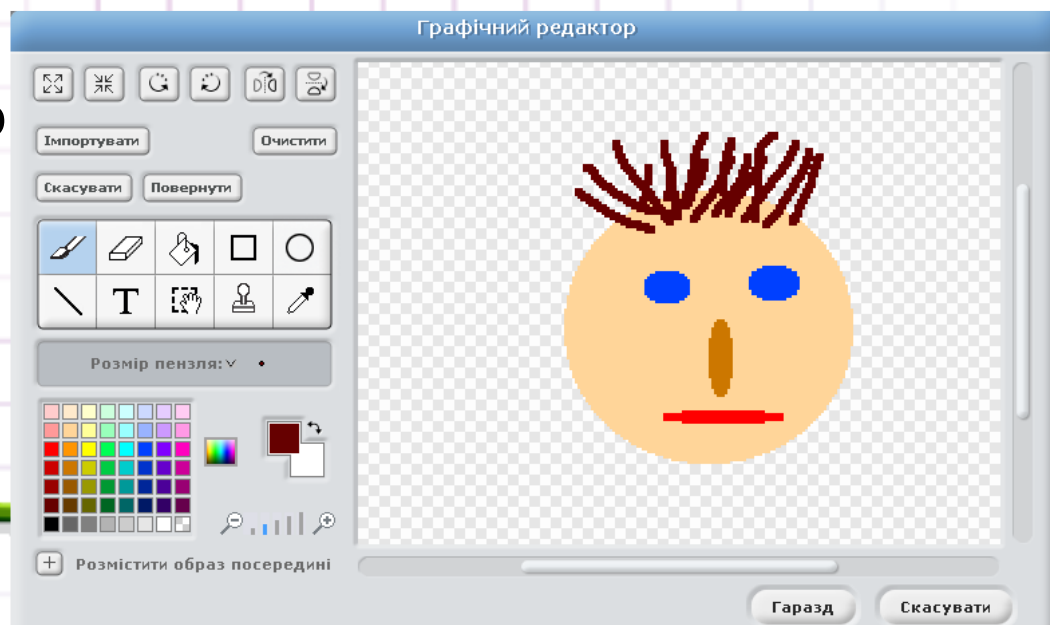 Графічний редактор
Імпортувати Очистити
Скасувати Повернути
T
Розмір пензля:
Розмістити образ посередині
Гаразд Скасувати